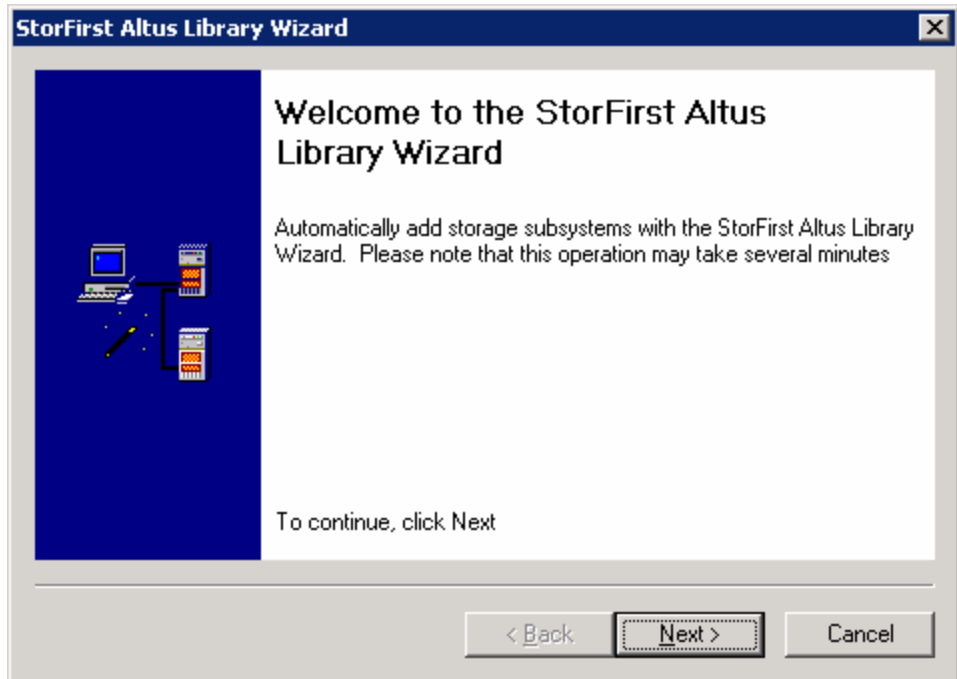 StorFirst Altus Library Wizard
Welcome to the StorFirst Altus
Library Wizard
Automatically add storage subsystems with the StorFirst Altus Library
Wizard.  Please note that this operation may take several minutes
To continue, click Next
< Back
Next >
Cancel